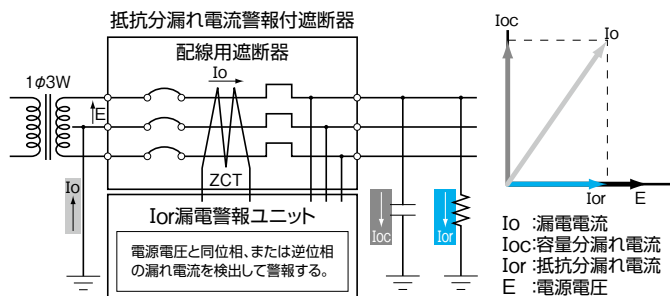 抵抗分漏れ電流警報付遮断器
配線用遮断器
Io
1φ3W
E
ZCT
Io
Ior漏電警報ユニット
電源電圧と同位相、または逆位相
の漏れ電流を検出して警報する。
Ioc
Ior
Ioc
Io
Ior
E
Io :漏電電流
Ioc:容量分漏れ電流
Ior:抵抗分漏れ電流
E :電源電圧